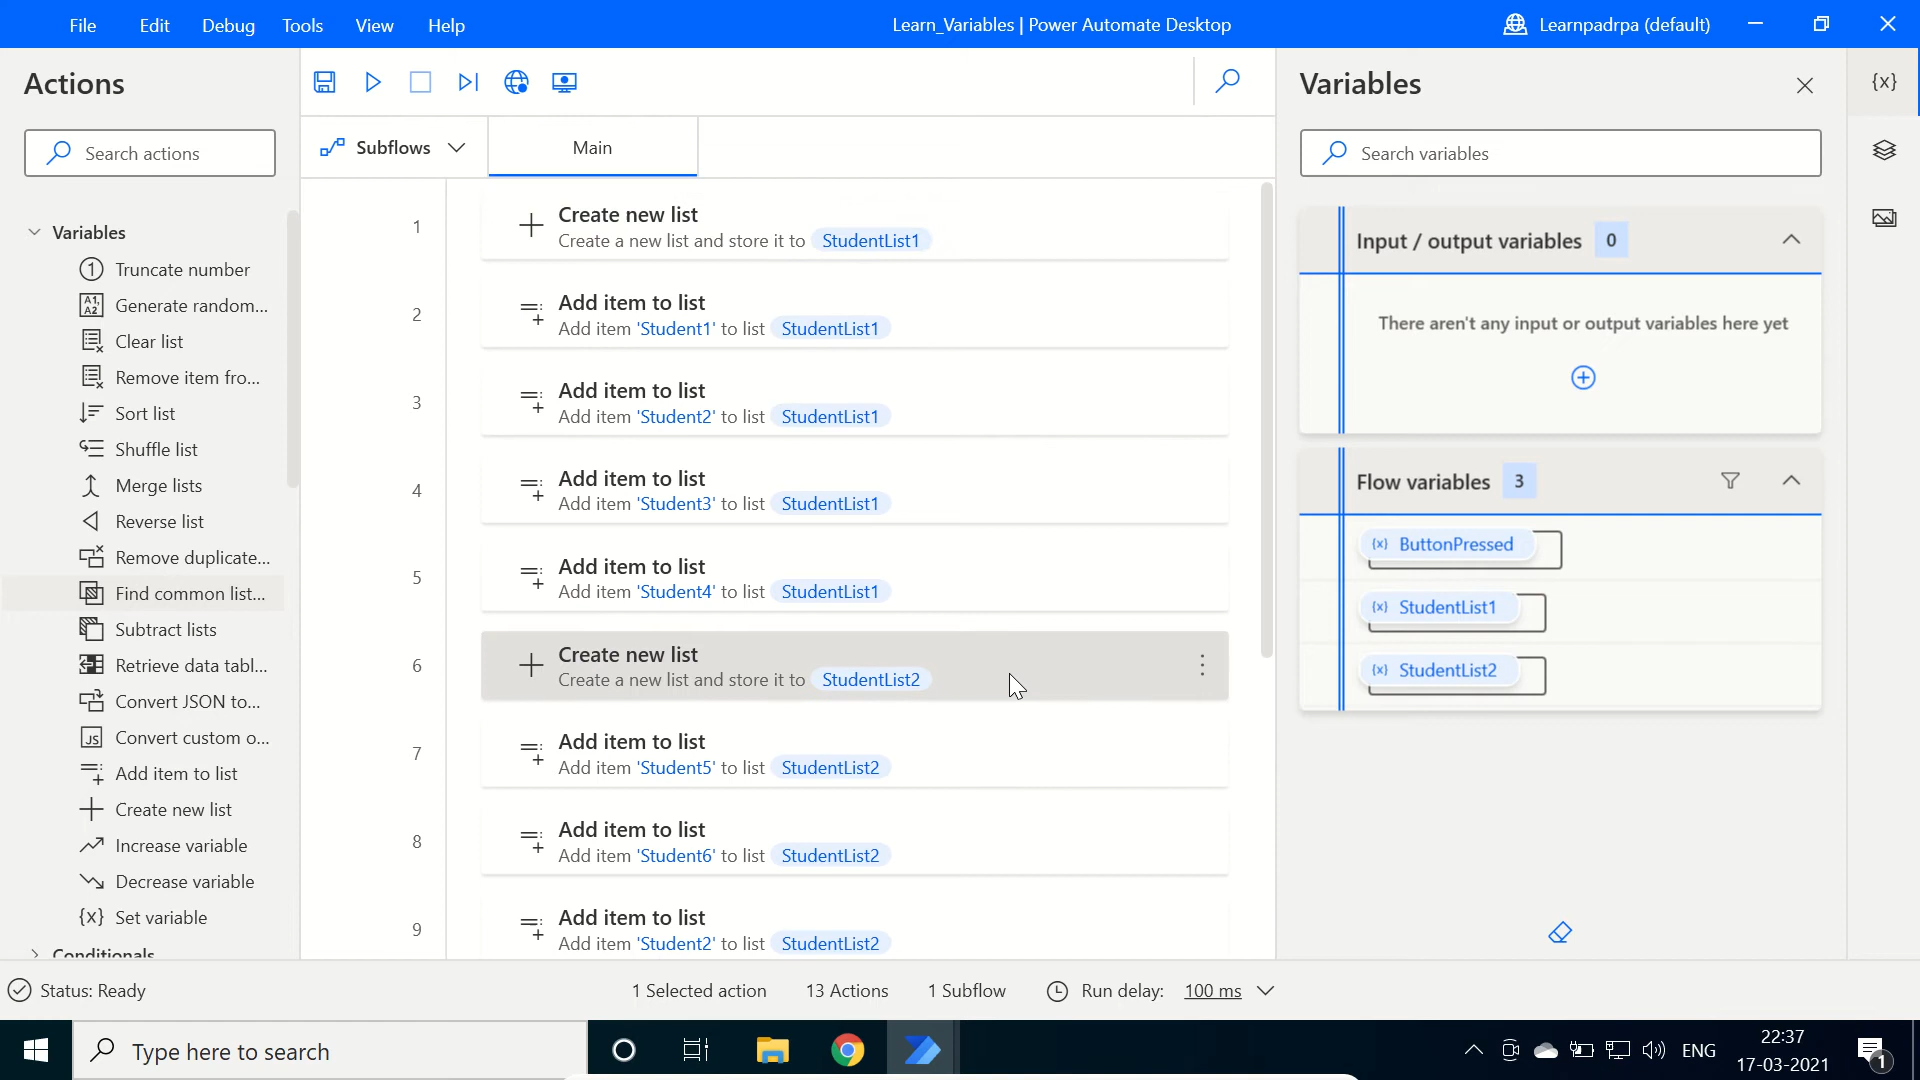 File Edit Debug Tools View Help
Learn_Variables | Power Automate Desktop
Learnpadrpa (default)
Actions
Search actions
Variables
Truncate number
Generate random...
Clear list
Remove item fro...
Sort list
Shuffle list
Merge lists
Reverse list
Remove duplicate...
Find common list...
Subtract lists
Retrieve data tabl...
Convert JSON to...
Convert custom o...
Add item to list
Create new list
Increase variable
Decrease variable
{x} Set variable
Conditionals
Subflows
Main
1
Create new list
Create a new list and store it to StudentList1
2
Add item to list
Add item 'Student1' to list StudentList1
3
Add item to list
Add item 'Student2' to list StudentList1
4
Add item to list
Add item 'Student3' to list StudentList1
5
Add item to list
Add item 'Student4' to list StudentList1
6
Create new list
Create a new list and store it to StudentList2
7
Add item to list
Add item 'Student5' to list StudentList2
8
Add item to list
Add item 'Student6' to list StudentList2
9
Add item to list
Add item 'Student2' to list StudentList2
Variables
{x}
Search variables
Input / output variables 0
There aren't any input or output variables here yet
Flow variables 3
{x} ButtonPressed
{x} StudentList1
{x} StudentList2
Status: Ready
1 Selected action
13 Actions
1 Subflow
Run delay: 100 ms
Type here to search
ENG
22:37
17-03-2021
1